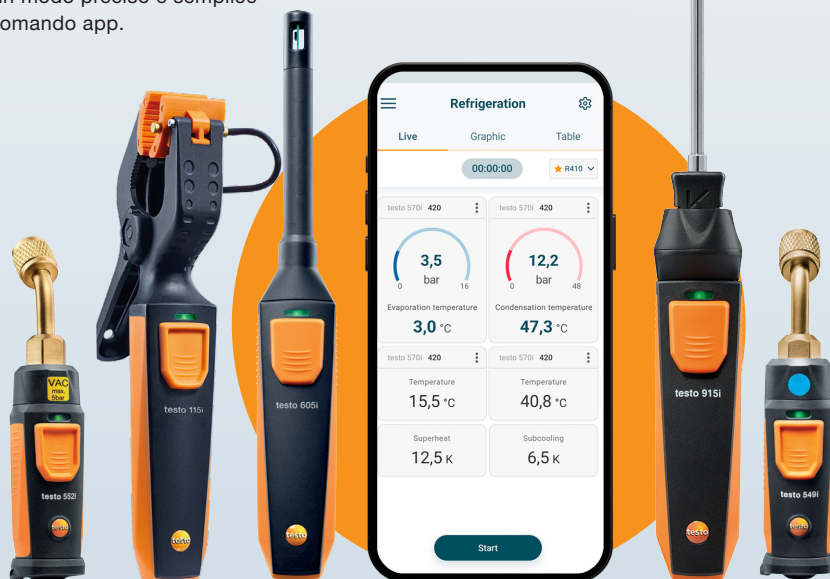 in modo preciso e semplice
omando app.
Refrigeration
Live Graphic Table
00:00:00 R410
testo 570i 420 testo 570i 420
3,5 12,2
bar bar
0 16 0 48
Evaporation temperature Condensation temperature
3,0 °C 47,3 °C
testo 570i 420 testo 570i 420
Temperature Temperature
15,5 °C 40,8 °C
Superheat Subcooling
12,5 K 6,5 K
Start
VAC
max.
5bar
testo 552i
testo
testo 115i
testo
testo 605i
testo
K
testo 915i
testo
testo 549i
testo